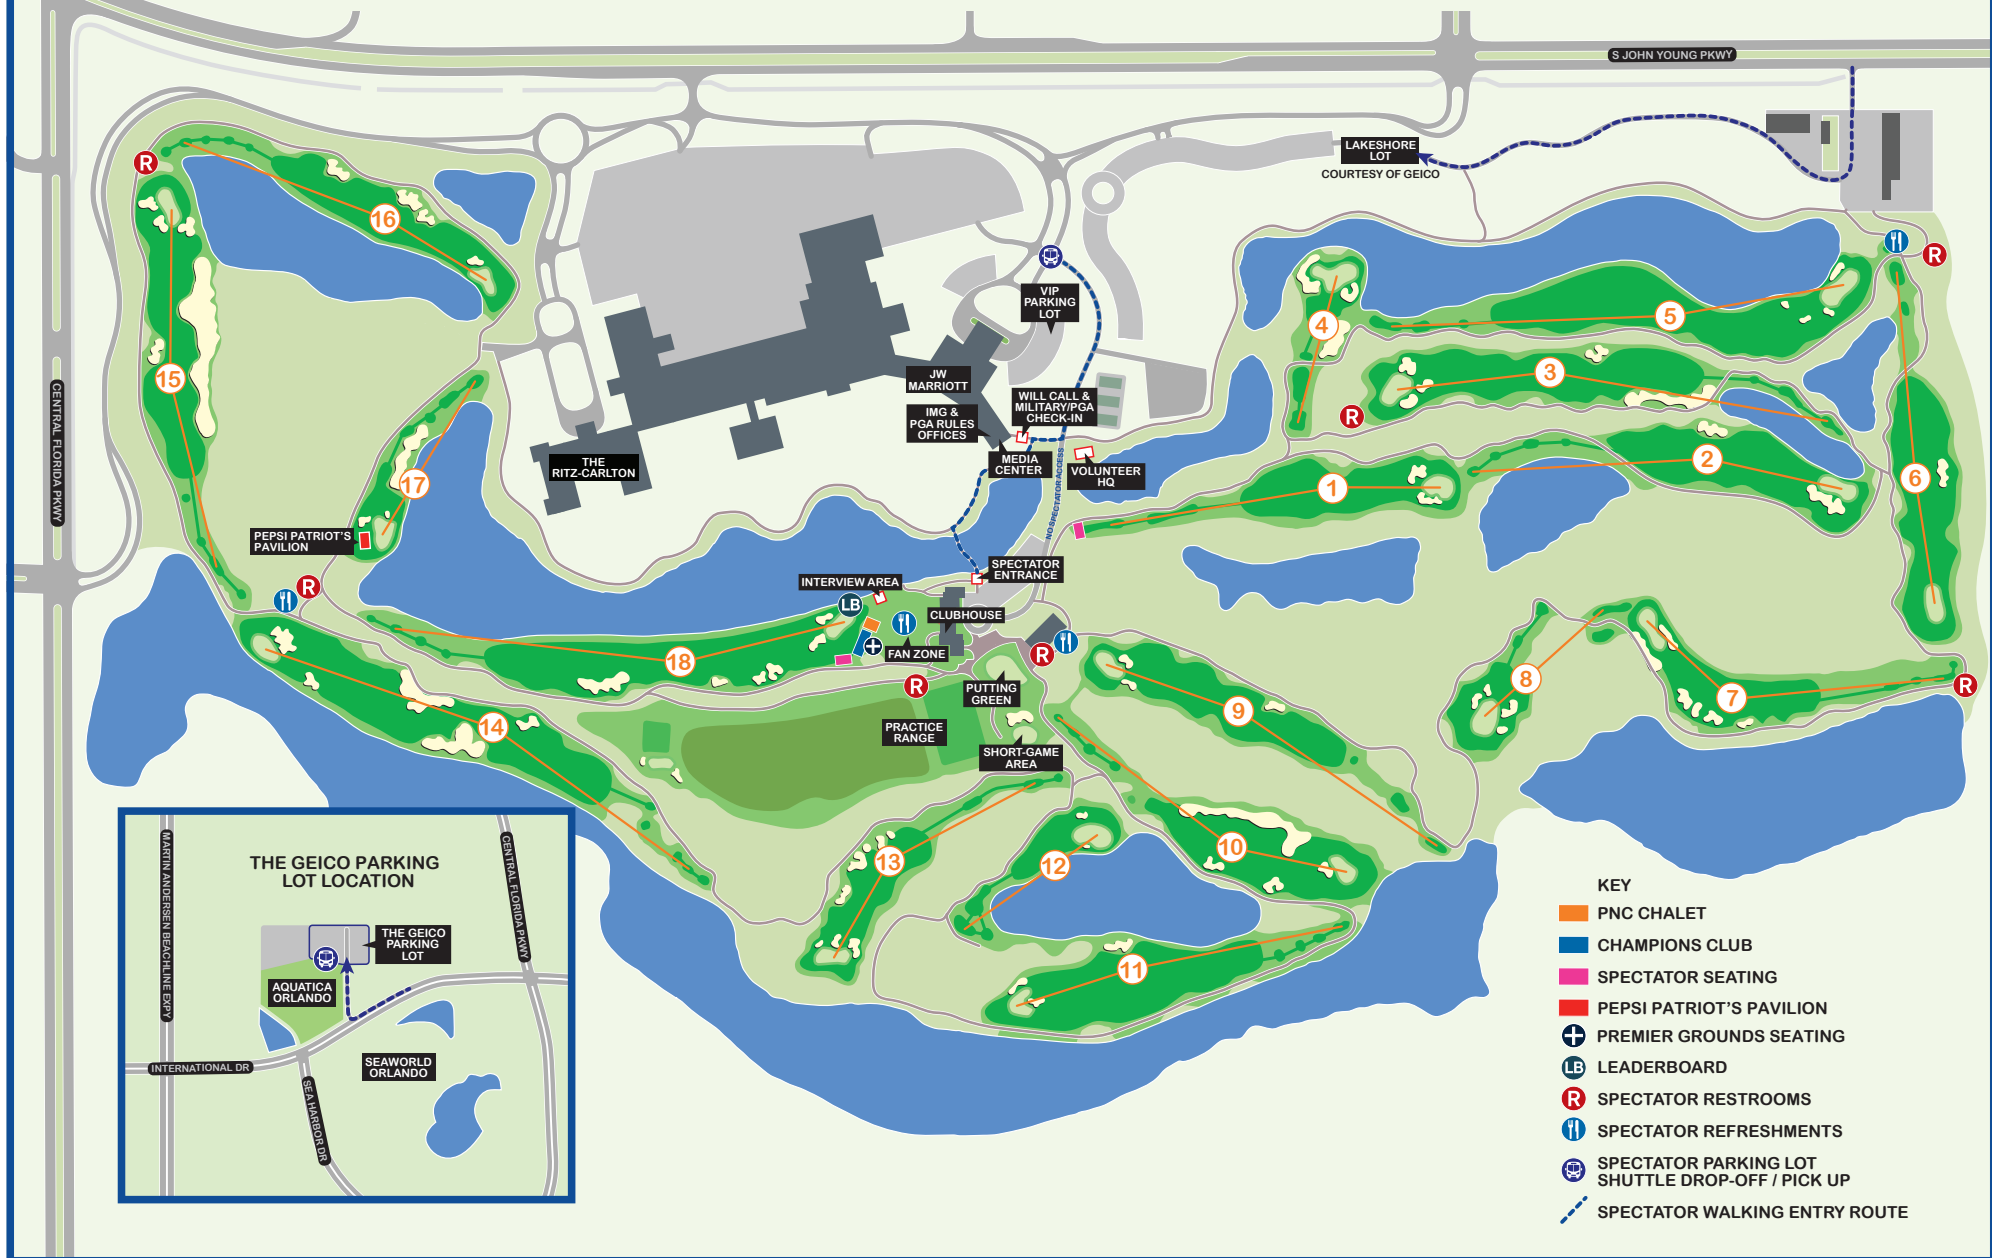 S JOHN YOUNG PKWY
LAKESHORE
LOT
COURTESY OF GEICO
R
16
R
VIP
PARKING
LOT
5
4
3
15
CENTRAL FLORIDA PKWY
JW
MARRIOTT
IMG &
PGA RULES
OFFICES
WILL CALL &
MILITARY/PGA
CHECK-IN
R
THE
RITZ-CARLTON
MEDIA
CENTER
VOLUNTEER
HQ
NO SPECTATOR ACCESS
2
6
1
17
PEPSI PATRIOT'S
PAVILION
SPECTATOR
ENTRANCE
INTERVIEW AREA
R
LB
CLUBHOUSE
FAN ZONE
18
R
R
PUTTING
GREEN
8
7
R
9
14
PRACTICE
RANGE
SHORT-GAME
AREA
13
12
10
11
THE GEICO PARKING
LOT LOCATION
MARTIN ANDERSEN BEACHLINE EXPY
CENTRAL FLORIDA PKWY
THE GEICO
PARKING
LOT
AQUATICA
ORLANDO
SEAWORLD
ORLANDO
INTERNATIONAL DR
SEA HARBOR DR
KEY
PNC CHALET
CHAMPIONS CLUB
SPECTATOR SEATING
PEPSI PATRIOT'S PAVILION
PREMIER GROUNDS SEATING
LB LEADERBOARD
R SPECTATOR RESTROOMS
SPECTATOR REFRESHMENTS
SPECTATOR PARKING LOT
SHUTTLE DROP-OFF / PICK UP
SPECTATOR WALKING ENTRY ROUTE